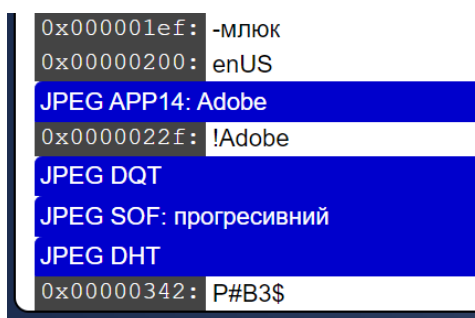 0x000001ef: -млюк
0x00000200: enUS
JPEG APP14: Adobe
0x0000022f: !Adobe
JPEG DQT
JPEG SOF: прогресивний
JPEG DHT
0x00000342: P#B3$